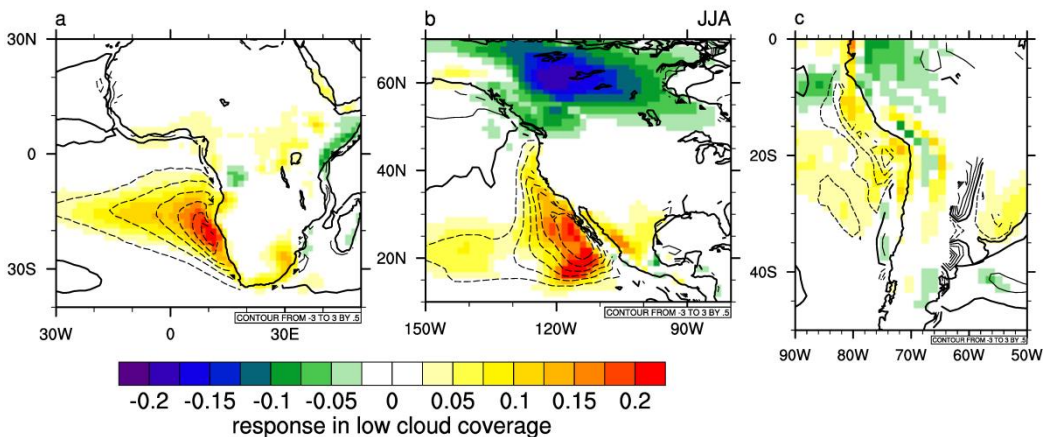 a
b
JJA
c
30N
0
30S
30W
0
30E
CONTOUR FROM -3 TO 3 BY .5
60N
40N
20N
150W
120W
90W
CONTOUR FROM -3 TO 3 BY .5
0
20S
40S
90W
80W
70W
60W
50W
CONTOUR FROM -3 TO 3 BY .5
-0.2 -0.15 -0.1 -0.05 0 0.05 0.1 0.15 0.2
response in low cloud coverage